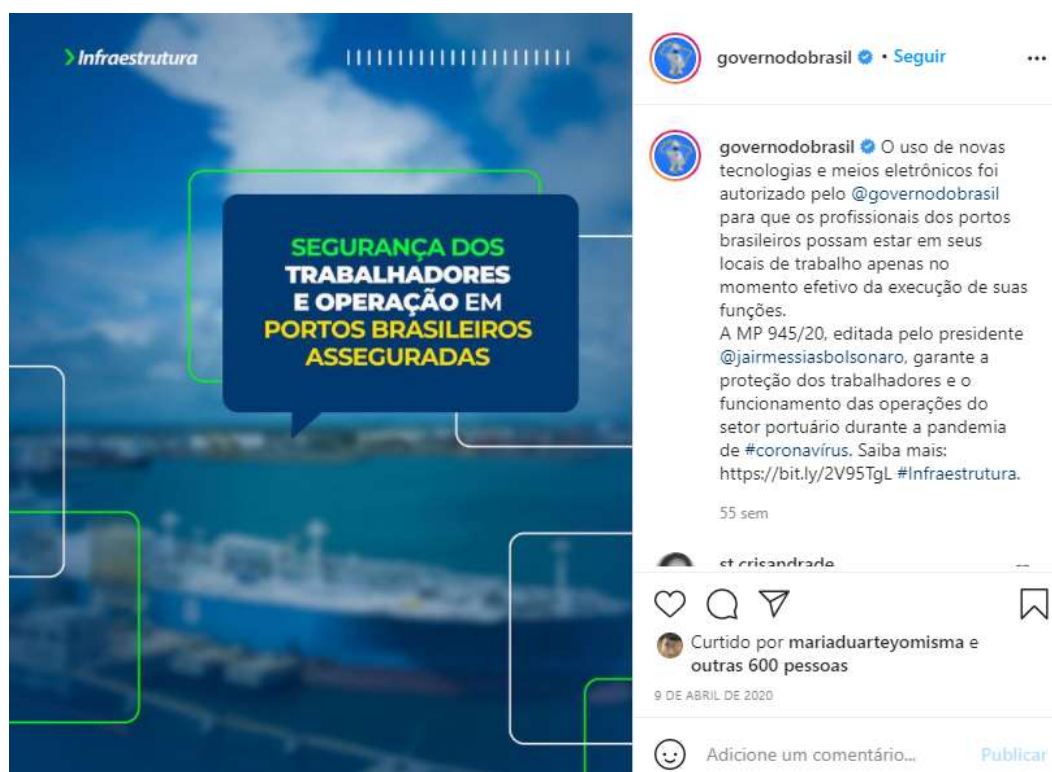 Infraestrutura
SEGURANÇA DOS
TRABALHADORES
E OPERAÇÃO EM
PORTOS BRASILEIROS
ASSEGURADAS
governodobrasil • Seguir
governodobrasil O uso de novas
tecnologias e meios eletrônicos foi
autorizado pelo @governodobrasil
para que os profissionais dos portos
brasileiros possam estar em seus
locais de trabalho apenas no
momento efetivo da execução de suas
funções.
A MP 945/20, editada pelo presidente
@jairmessiasbolsonaro, garante a
proteção dos trabalhadores e o
funcionamento das operações do
setor portuário durante a pandemia
de #coronavírus. Saiba mais:
https://bit.ly/2V95TgL #Infraestrutura.
55 sem
st.crisandrade
Curtido por mariaduarteyomisma e
outras 600 pessoas
9 DE ABRIL DE 2020
Adicione um comentário... Publicar